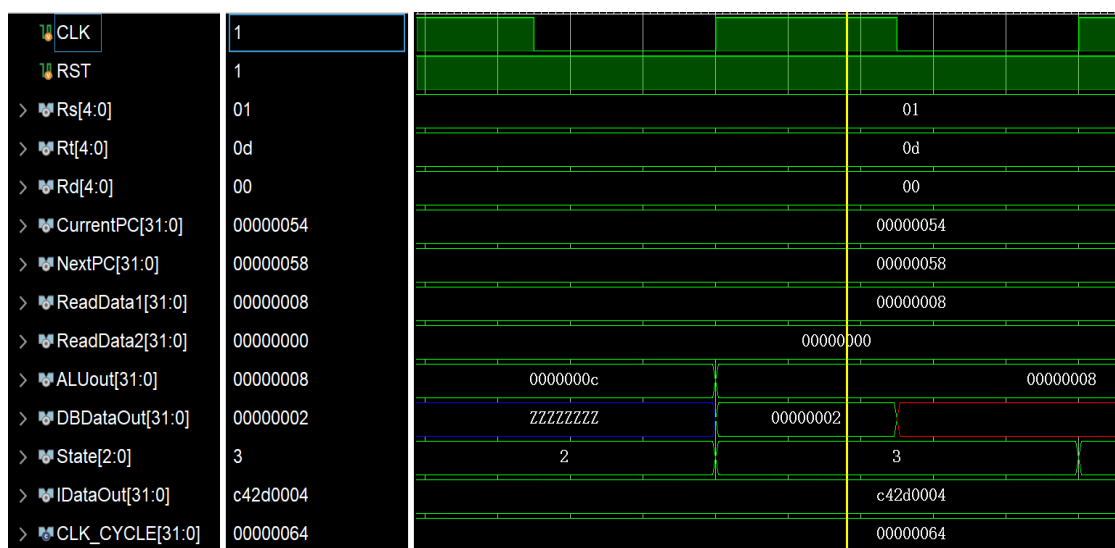 CLK 1
RST 1
Rs[4:0] 01 01
Rt[4:0] 0d 0d
Rd[4:0] 00 00
CurrentPC[31:0] 00000054 00000054
NextPC[31:0] 00000058 00000058
ReadData1[31:0] 00000008 00000008
ReadData2[31:0] 00000000 00000000
ALUout[31:0] 00000008 0000000c 00000008
DBDataOut[31:0] 00000002 ZZZZZZZZ 00000002
State[2:0] 3 2 3
IDataOut[31:0] c42d0004 c42d0004
CLK_CYCLE[31:0] 00000064 00000064